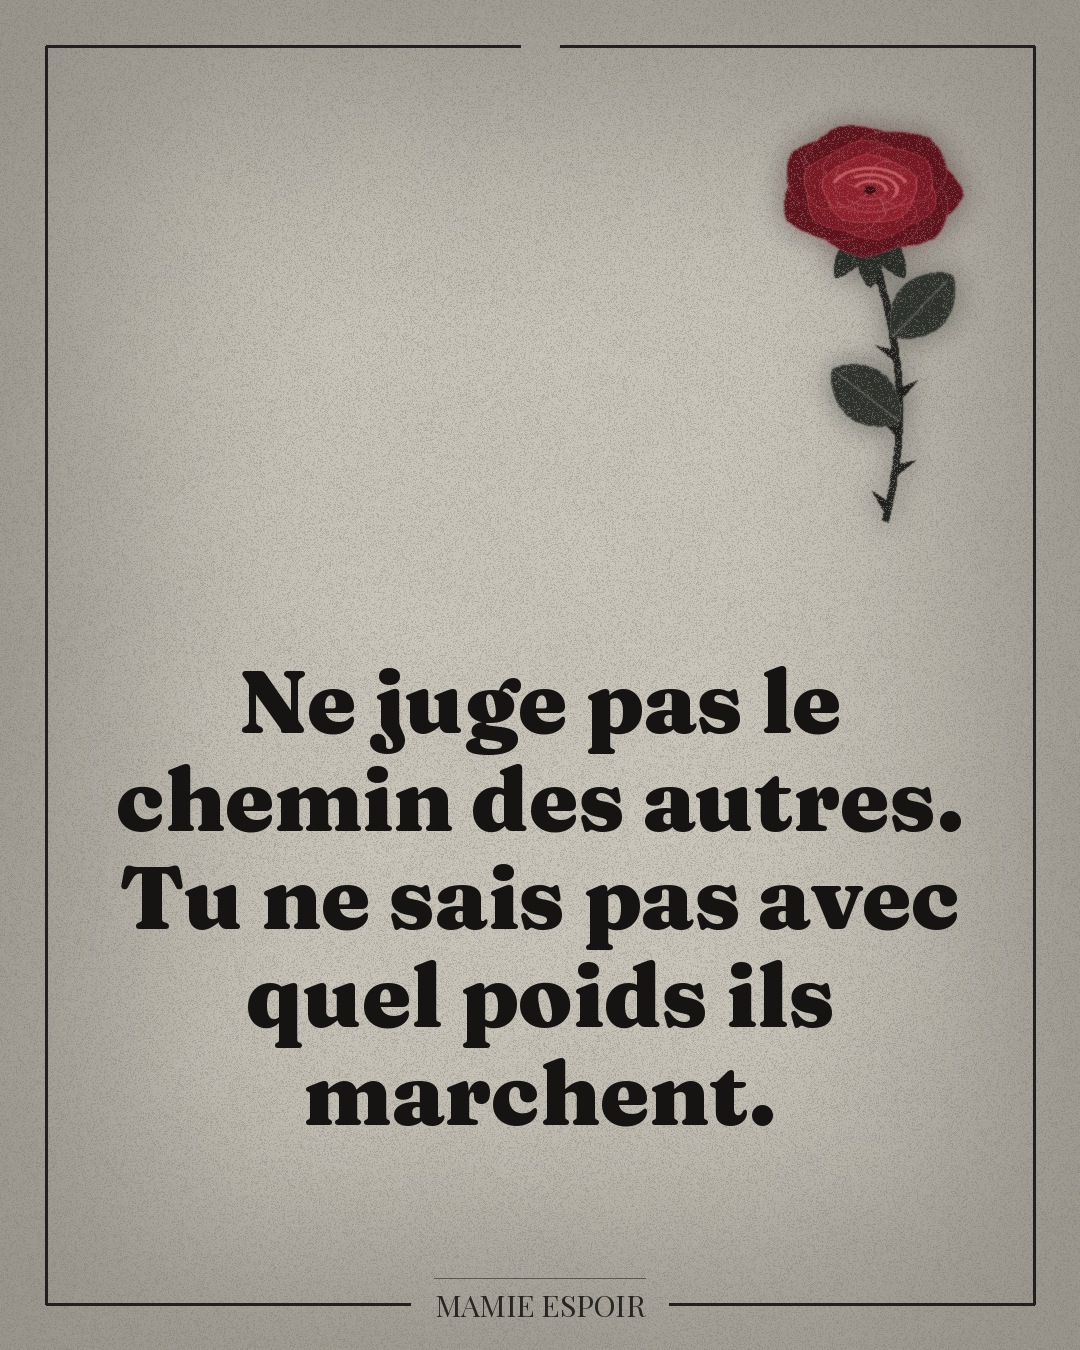 Ne juge pas le
chemin des autres.
Tu ne sais pas avec
quel poids ils
marchent.
MAMIE ESPOIR